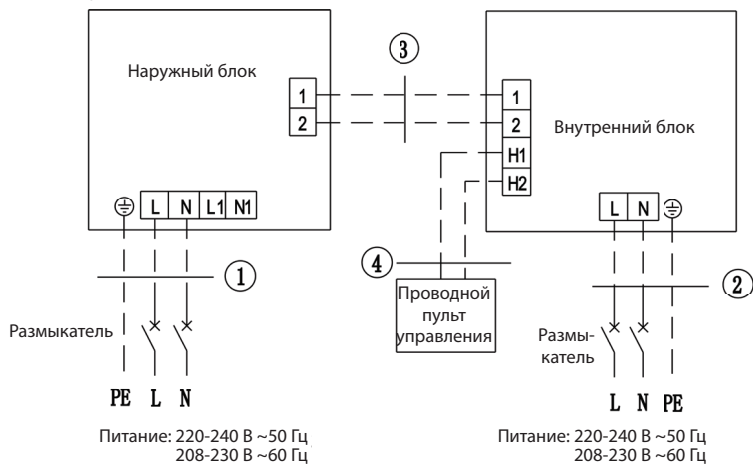 Наружный блок
1
2
3
1
2
H1
H2
Внутренний блок
L N L1 N1
L N
1
4
2
Проводной
пульт
управления
Размыкатель
Размы-
катель
PE L N
L N PE
Питание: 220-240 В ~50 Гц
208-230 В ~60 Гц
Питание: 220-240 В ~50 Гц
208-230 В ~60 Гц